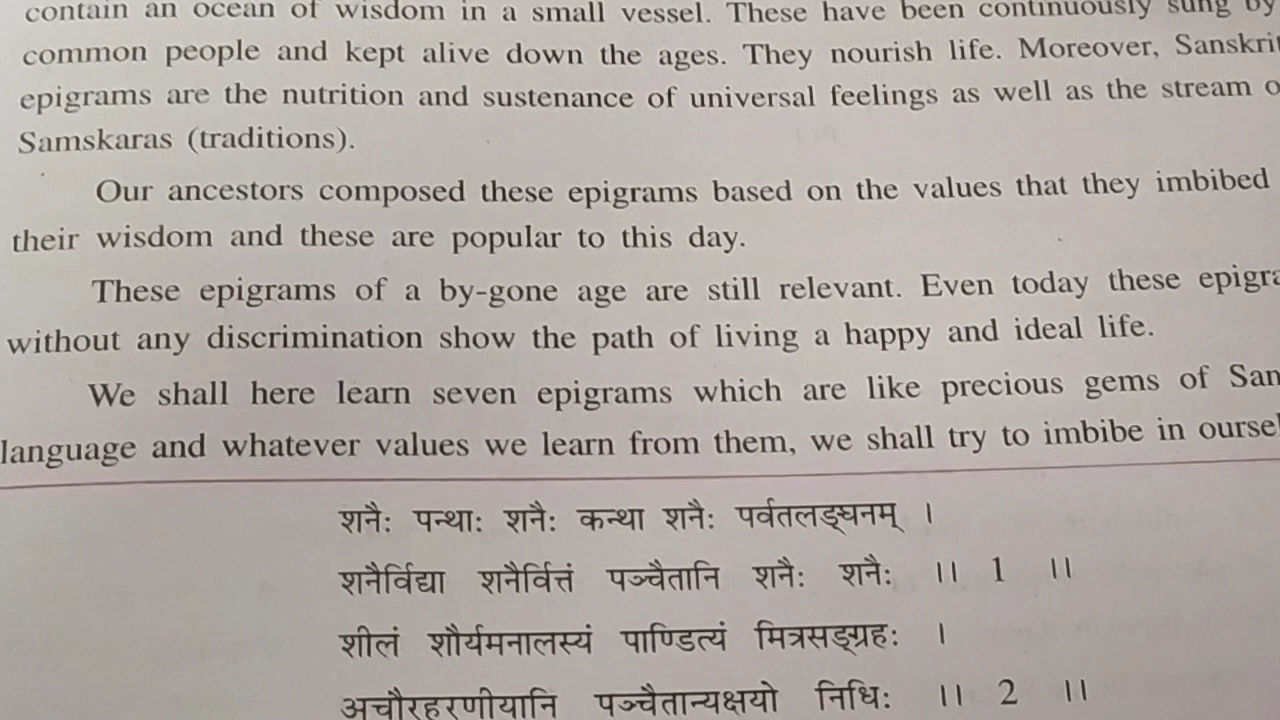 contain an ocean of wisdom in a small vessel. These have been continuously sung by
common people and kept alive down the ages. They nourish life. Moreover, Sanskrit
epigrams are the nutrition and sustenance of universal feelings as well as the stream
Samskaras (traditions).
Our ancestors composed these epigrams based on the values that they imbibed
their wisdom and these are popular to this day.
These epigrams of a by-gone age are still relevant. Even today these
without any discrimination show the path of living a happy and ideal life.
We shall here learn seven epigrams which are like precious gems of
language and whatever values we learn from them, we shall try to imbibe in
शनैः पन्थाः शनैः कन्था शनैः पर्वतलङ्घनम् ।
शनैर्विद्या शनैर्वित्तं पञ्चैतानि शनैः शनैः ।। 1 ।।
शीलं शौर्यमनालस्यं पाण्डित्यं मित्रसङ्ग्रहः ।
अचौरहरणीयानि पञ्चैतान्यक्षयो निधिः ।। 2 ।।